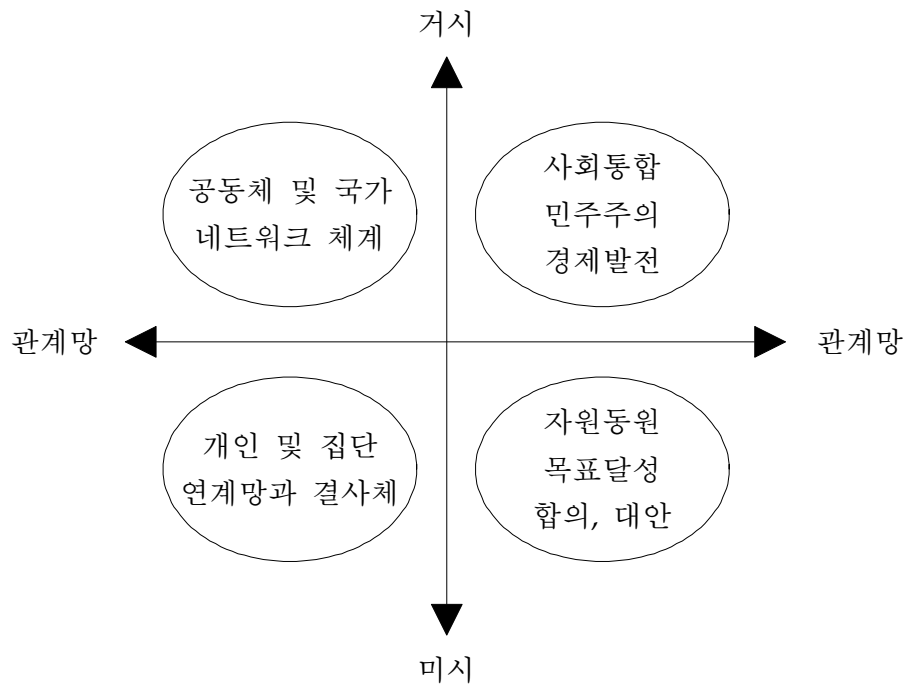 거시
공동체 및 국가
네트워크 체계
사회통합
민주주의
경제발전
관계망
관계망
개인 및 집단
연계망과 결사체
자원동원
목표달성
합의, 대안
미시